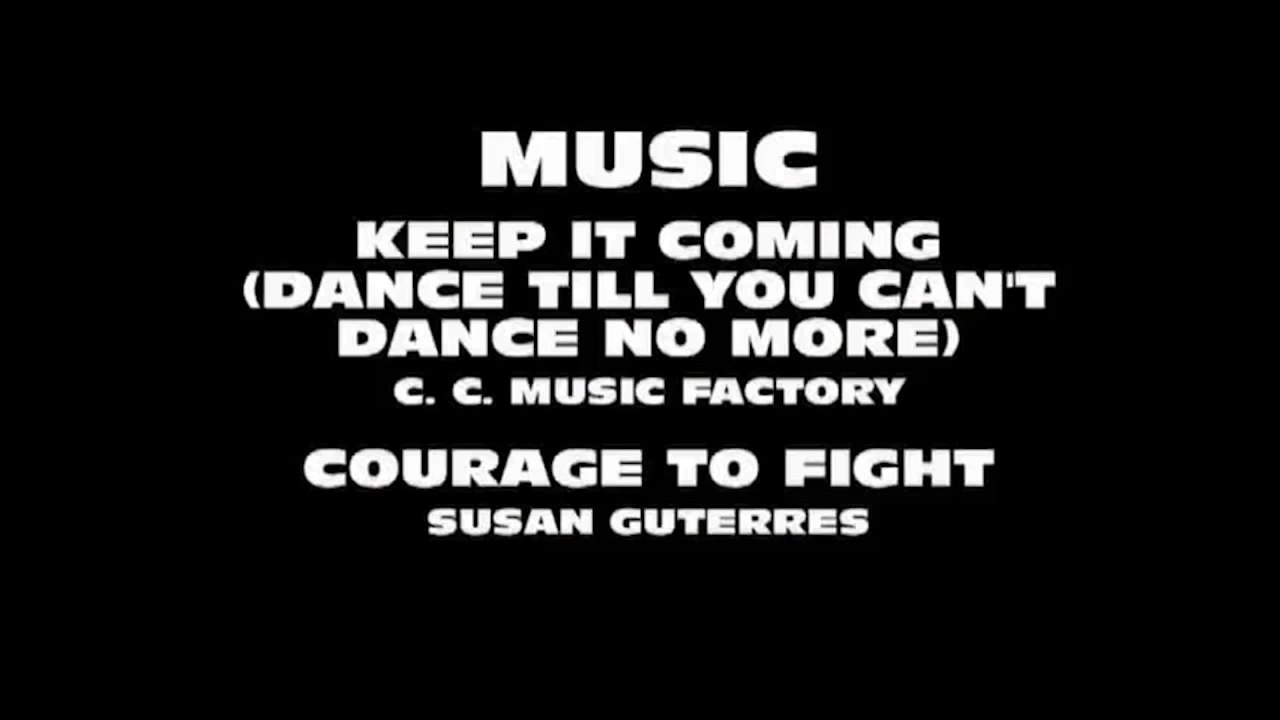 MUSIC
KEEP IT COMING
(DANCE TILL YOU CAN'T
DANCE NO MORE)
C. C. MUSIC FACTORY
COURAGE TO FIGHT
SUSAN GUTERRES